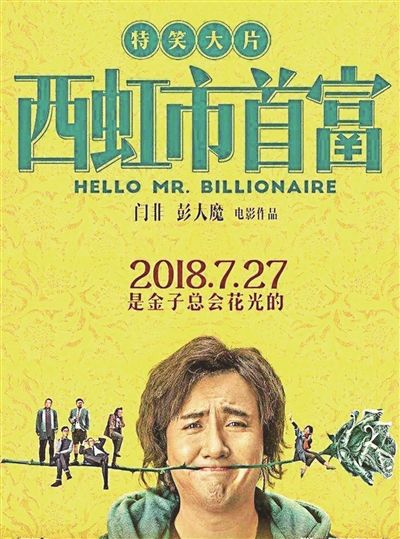 特笑大片
西虹市首富
HELLO MR. BILLIONAIRE
闫非 彭大魔 电影作品
2018.7.27
是金子总会花光的